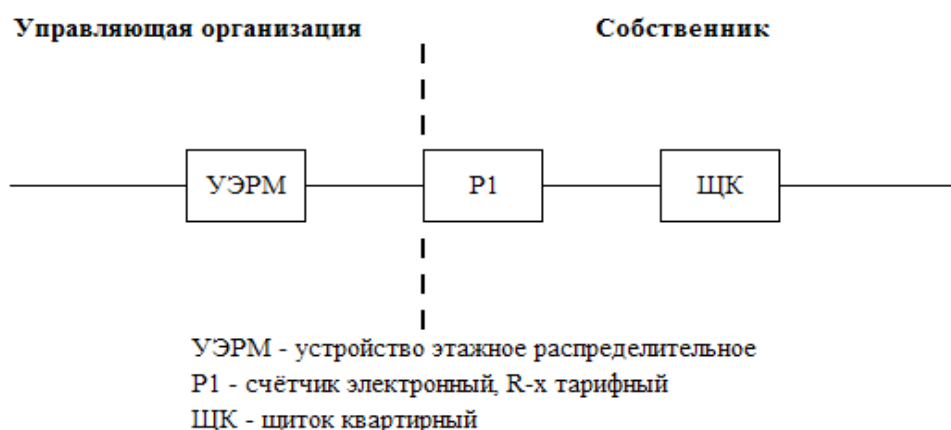 Управляющая организация
Собственник
УЭРМ
Р1
ЩК
УЭРМ - устройство этажное распределительное
Р1 - счётчик электронный, R-х тарифный
ЩК - щиток квартирный